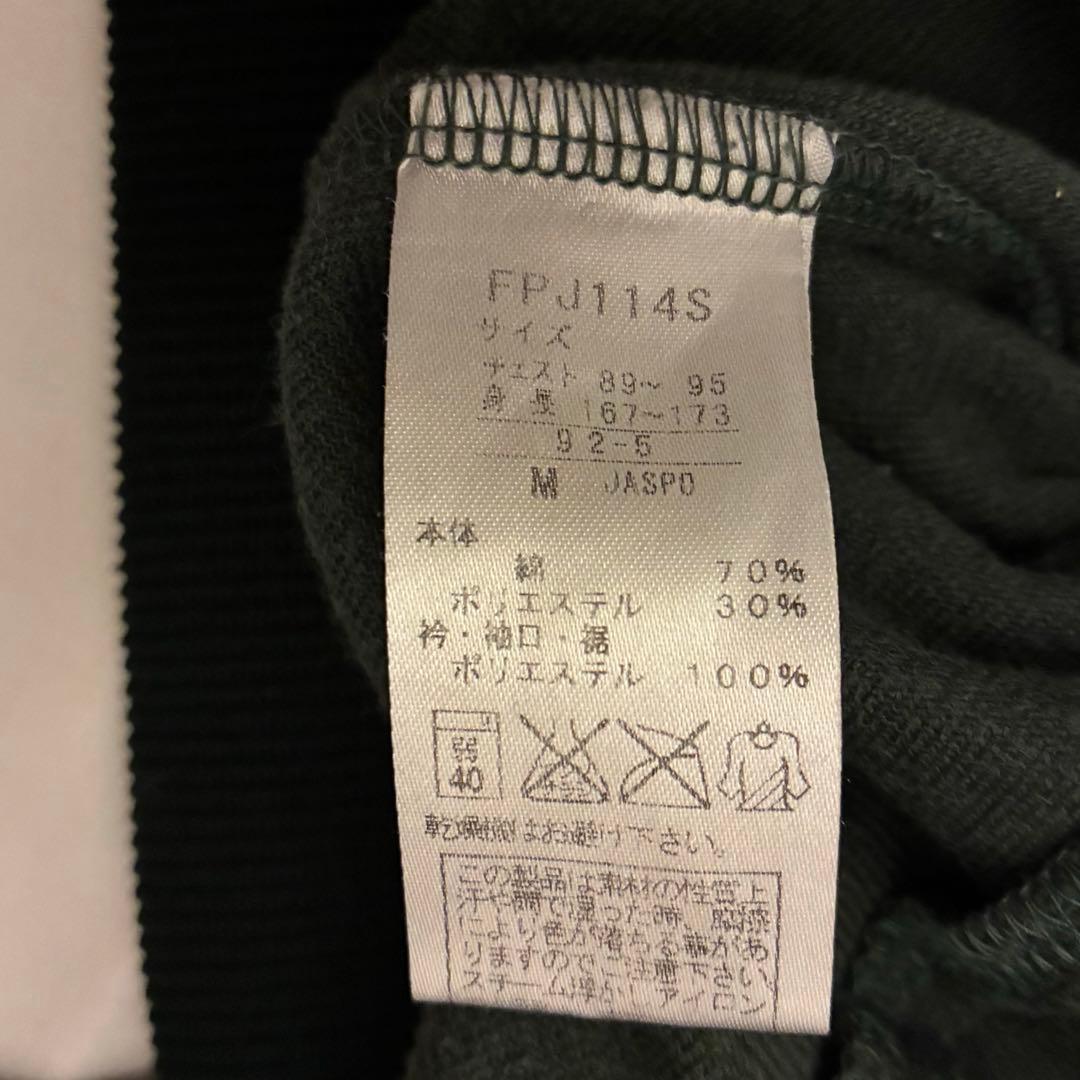 FPJ114S
サイズ
チェスト 89～ 95
身 長 167～173
92-5
M JASPO
本体
綿 70%
ポリエステル 30%
衿・袖口・裾
ポリエステル 100%
弱
40
乾燥機はお避け下さい。
この製品は素材の性質上
汗や雨で湿った時、摩擦
により色が落ちる事があ
りますのでご注意下さい。
スチーム アイロン